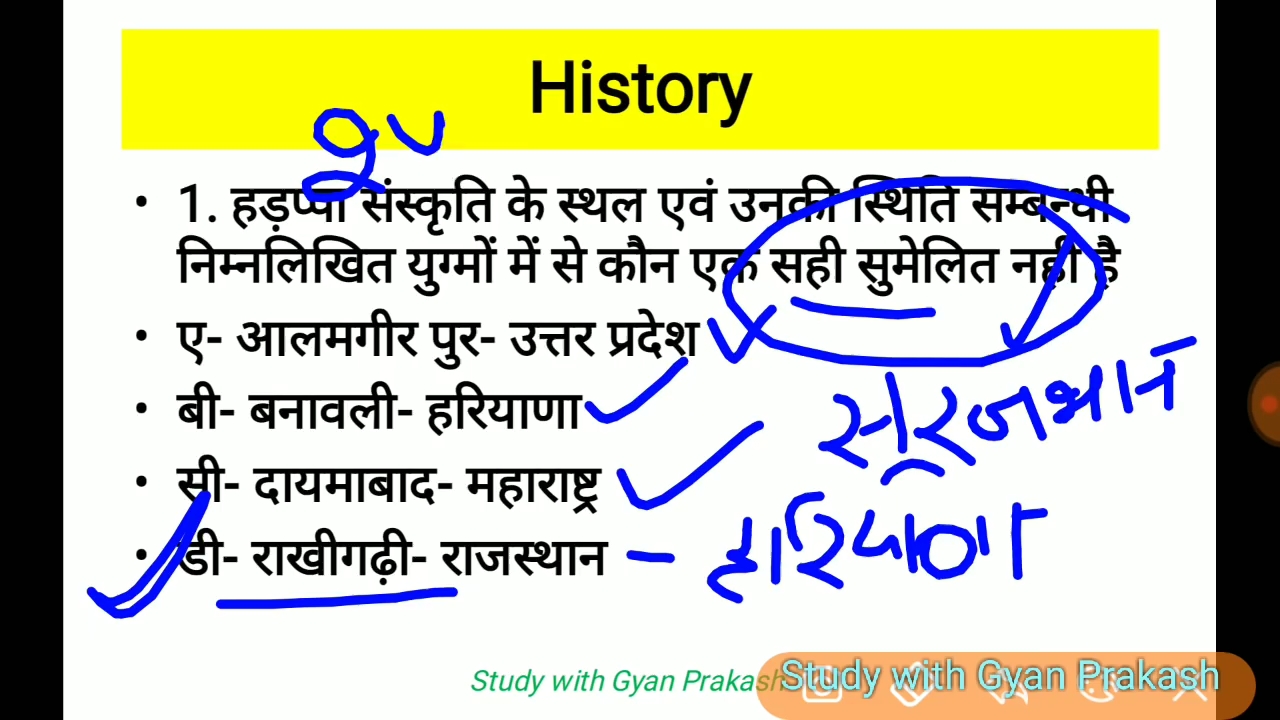 History
• 1. हड़प्पा संस्कृति के स्थल एवं उनकी स्थिति सम्बन्धी
निम्नलिखित युग्मों में से कौन एक सही सुमेलित नहीं है
• ए- आलमगीर पुर- उत्तर प्रदेश
• बी- बनावली- हरियाणा
• सी- दायमाबाद- महाराष्ट्र
• डी- राखीगढ़ी- राजस्थान - हरियाणा
सूरजभान
Study with Gyan Prakash
Study with Gyan Prakash